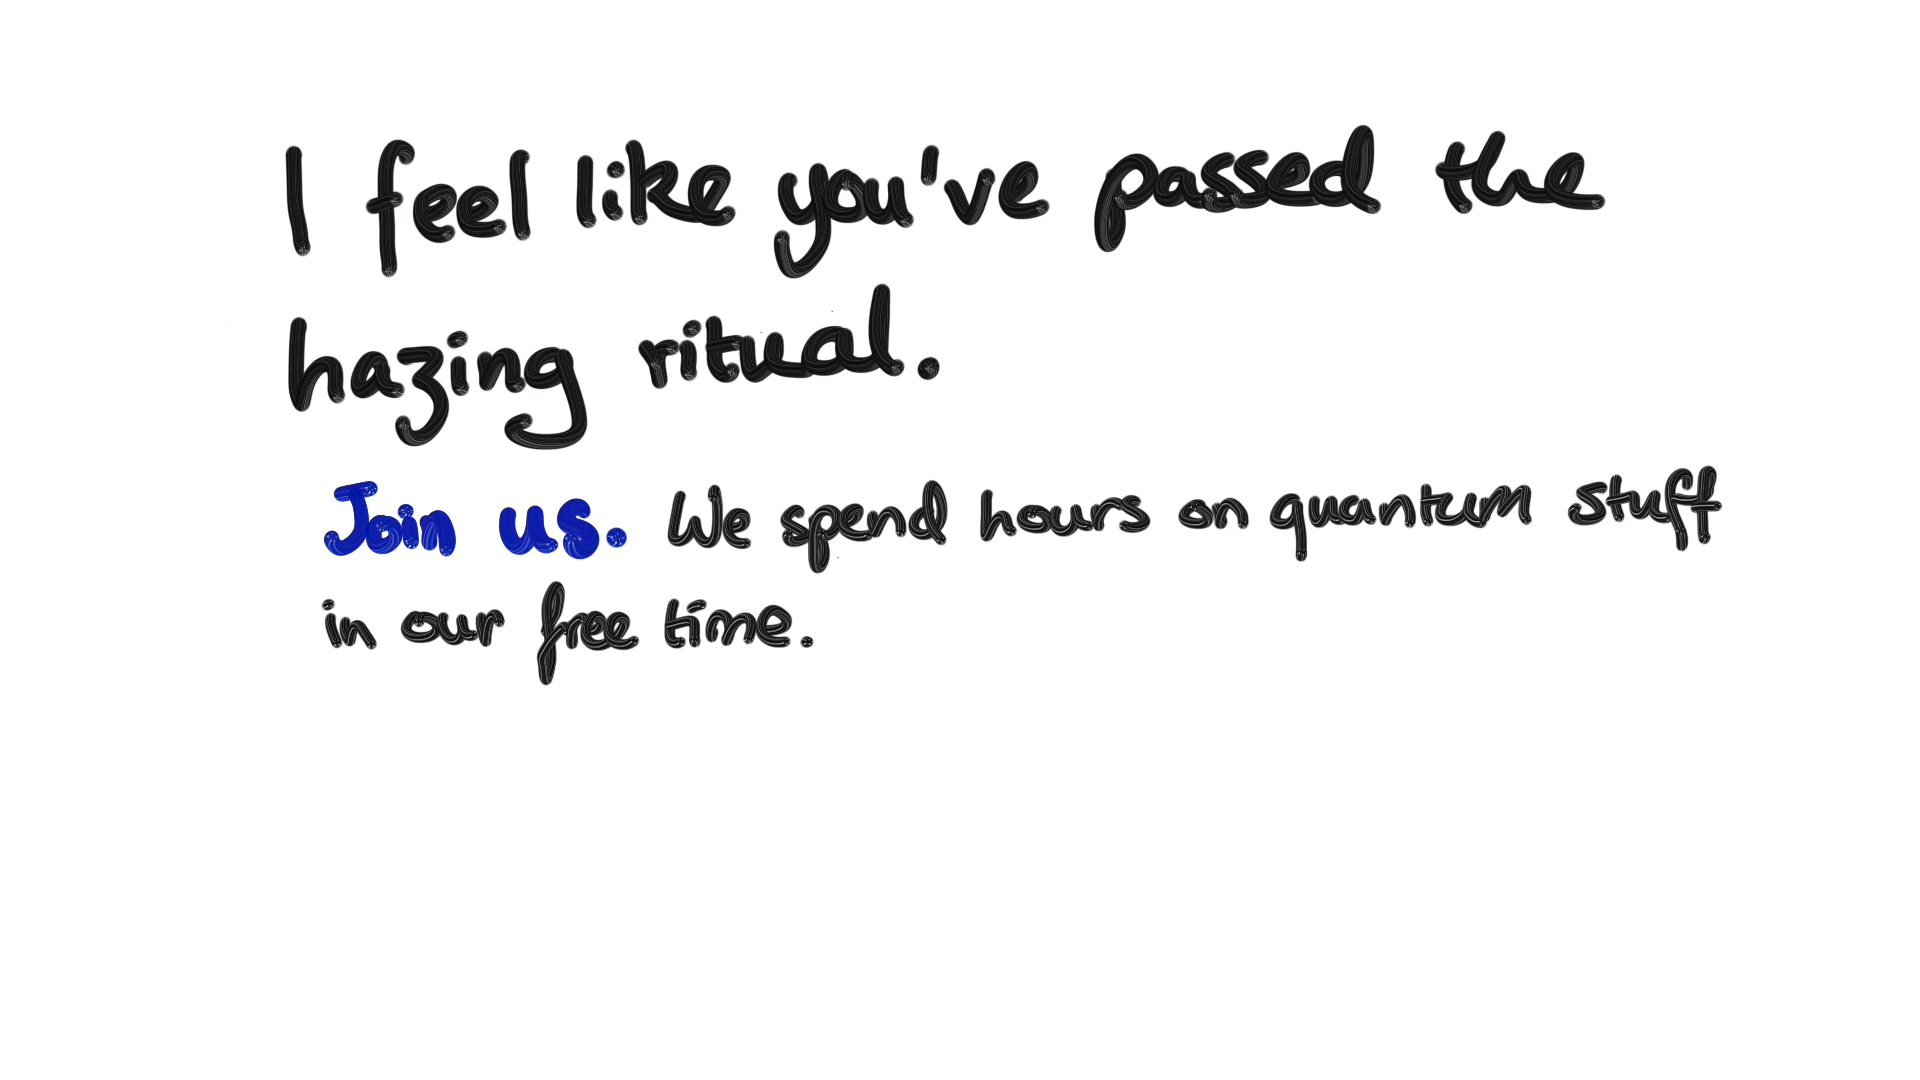 I feel like you've passed the
hazing ritual.
Join us. We spend hours on quantum stuff
in our free time.